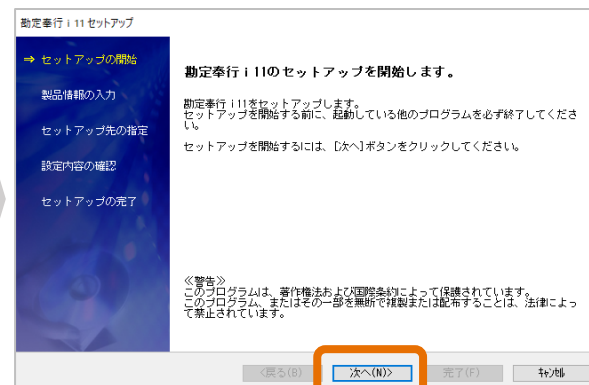 勘定奉行 i 11 セットアップ
⇒ セットアップの開始
製品情報の入力
セットアップ先の指定
設定内容の確認
セットアップの完了
勘定奉行 i 11のセットアップを開始します。
勘定奉行 i 11をセットアップします。
セットアップを開始する前に、起動している他のプログラムを必ず終了してくださ
い。
セットアップを開始するには、[次へ]ボタンをクリックしてください。
≪警告≫
このプログラムは、著作権法および国際条約によって保護されています。
このプログラム、またはその一部を無断で複製または配布することは、法律によっ
て禁止されています。
<戻る(B) 次へ(N)> 完了(F) キャンセル